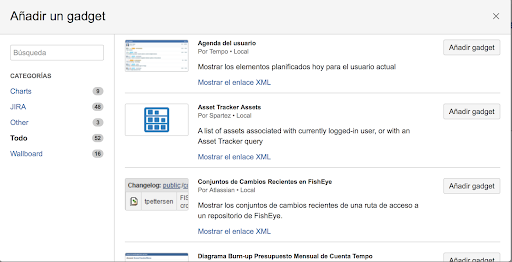 Añadir un gadget
Búsqueda
CATEGORÍAS
Charts 9
JIRA 48
Other 3
Todo 52
Wallboard 16
Agenda del usuario
Por Tempo • Local
Mostrar los elementos planificados hoy para el usuario actual
Mostrar el enlace XML
Añadir gadget
Asset Tracker Assets
Por Spartez • Local
A list of assets associated with currently logged-in user, or with an
Asset Tracker query
Mostrar el enlace XML
Añadir gadget
Changelog: public
tvettersen
FIS
Conjuntos de Cambios Recientes en FishEye
Por Atlassian • Local
Mostrar los conjuntos de cambios recientes de una ruta de acceso a
un repositorio de FishEye.
Mostrar el enlace XML
Añadir gadget
Diagrama Burn-up Presupuesto Mensual de Cuenta Tempo
Añadir gadget